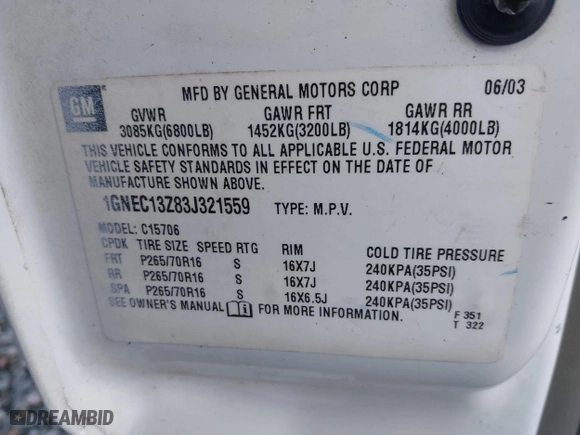 MFD BY GENERAL MOTORS CORP 06/03
GM
GVWR GAWR FRT GAWR RR
3085KG(6800LB) 1452KG(3200LB) 1814KG(4000LB)
THIS VEHICLE CONFORMS TO ALL APPLICABLE U.S. FEDERAL MOTOR
VEHICLE SAFETY STANDARDS IN EFFECT ON THE DATE OF
MANUFACTURE SHOWN ABOVE.
1GNEC13Z83J321559 TYPE: M.P.V.
MODEL: C15706
CPDK TIRE SIZE SPEED RTG RIM COLD TIRE PRESSURE
FRT P265/70R16 S 16X7J 240KPA(35PSI)
RR P265/70R16 S 16X7J 240KPA(35PSI)
SPA P265/70R16 S 16X6.5J 240KPA(35PSI)
SEE OWNER'S MANUAL FOR MORE INFORMATION.
F 351
T 322
DREAMBID